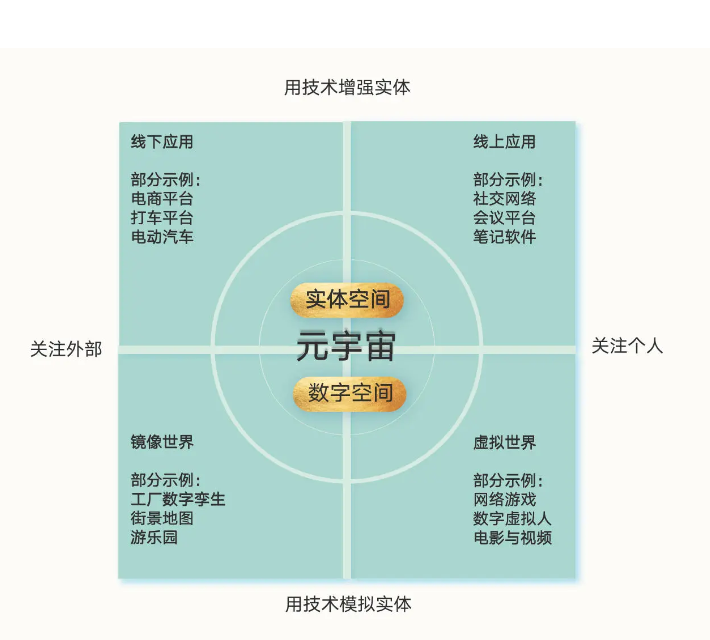 用技术增强实体
线下应用
部分示例：
电商平台
打车平台
电动汽车
线上应用
部分示例：
社交网络
会议平台
笔记软件
实体空间
关注外部
元宇宙
关注个人
数字空间
镜像世界
部分示例：
工厂数字孪生
街景地图
游乐园
虚拟世界
部分示例：
网络游戏
数字虚拟人
电影与视频
用技术模拟实体